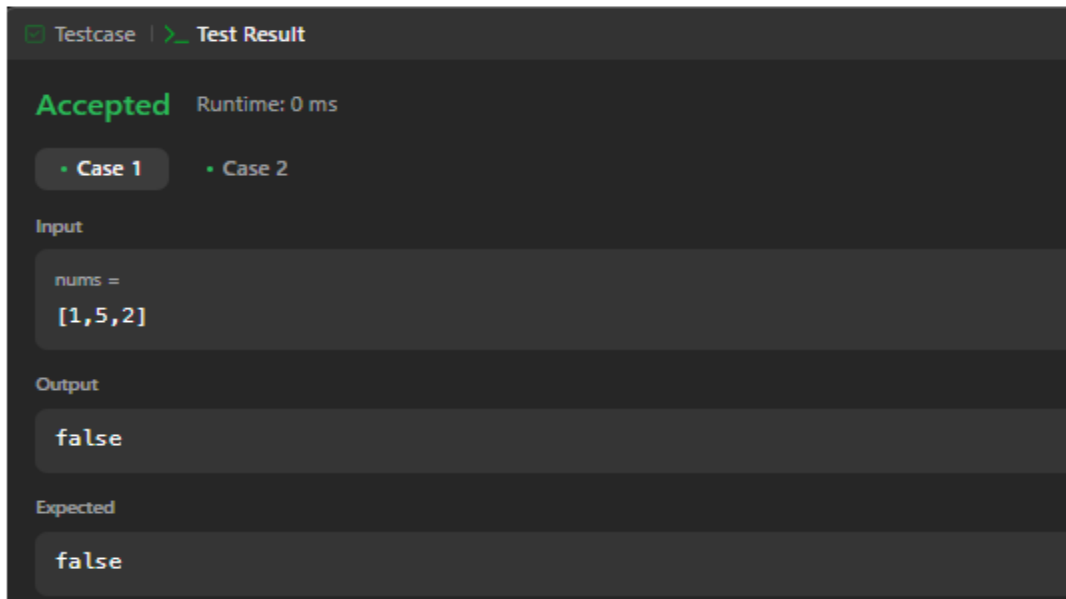 Testcase | >_ Test Result
Accepted Runtime: 0 ms
• Case 1 • Case 2
Input
nums =
[1,5,2]
Output
false
Expected
false